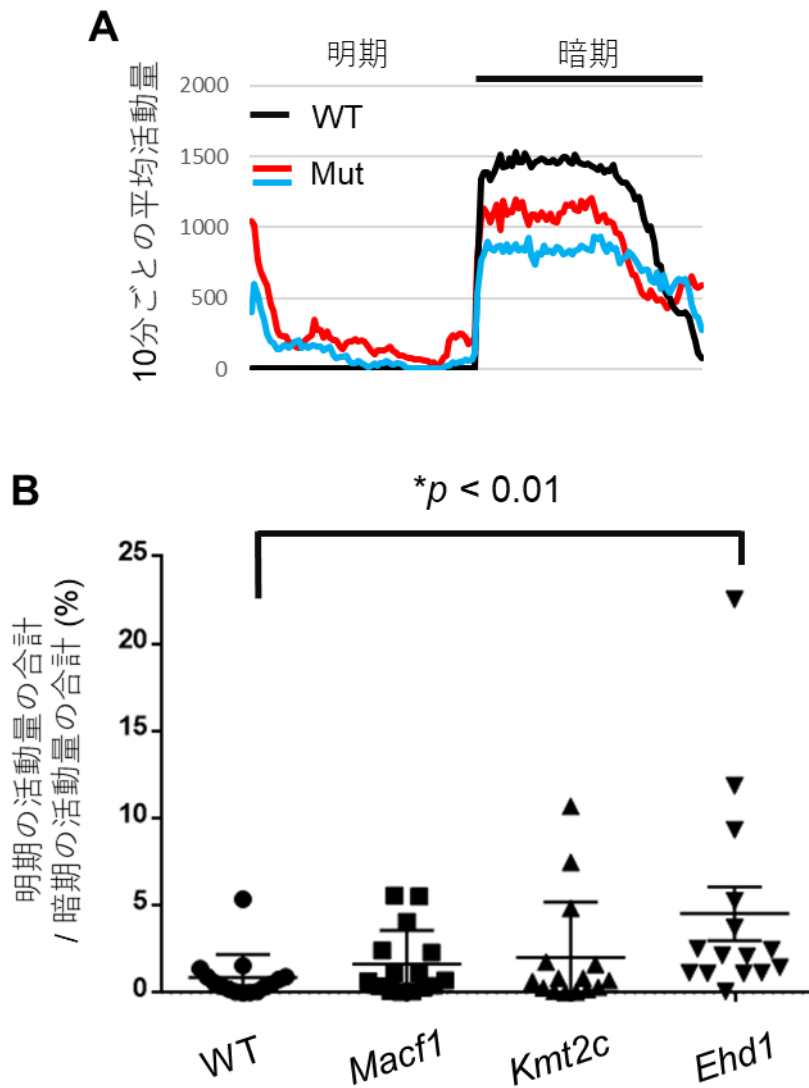 A
明期
暗期
10分ごとの平均活動量
2000
1500
1000
500
0
WT
Mut
B
*p < 0.01
明期の活動量の合計
/ 暗期の活動量の合計 (%)
25
20
15
10
5
0
WT
Macf1
Kmt2c
Ehd1